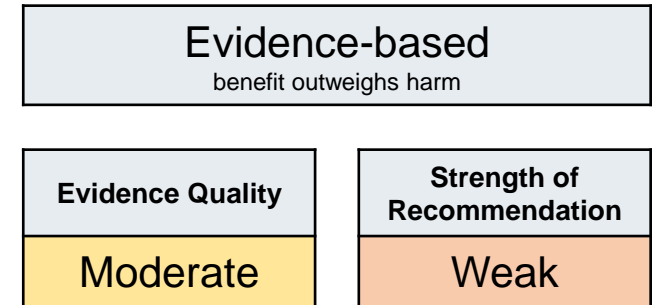 Evidence-based
benefit outweighs harm
Evidence Quality
Moderate
Strength of
Recommendation
Weak